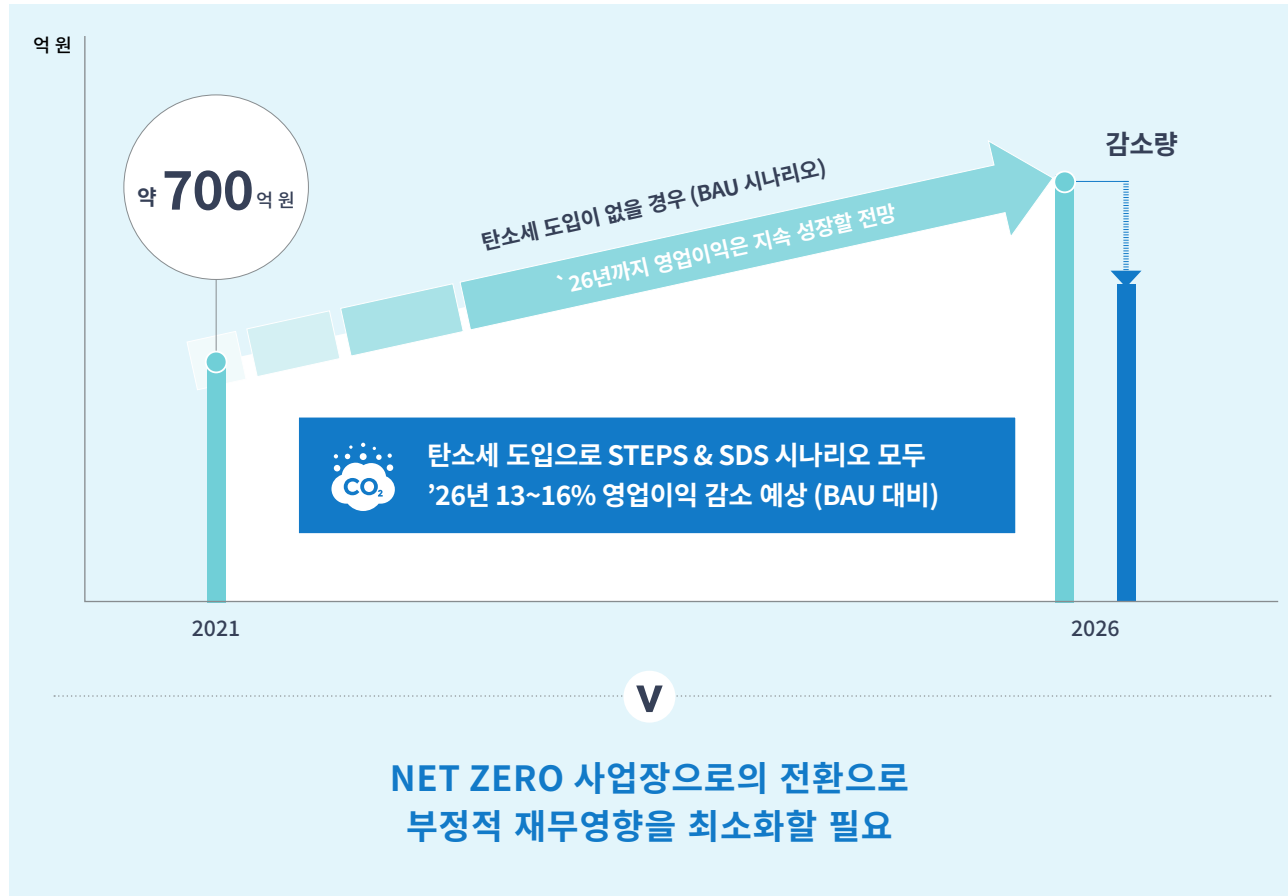 억 원
약 700억 원
감소량
탄소세 도입이 없을 경우 (BAU 시나리오)
`26년까지 영업이익은 지속 성장할 전망
CO₂
탄소세 도입으로 STEPS & SDS 시나리오 모두
’26년 13~16% 영업이익 감소 예상 (BAU 대비)
2021
2026
V
NET ZERO 사업장으로의 전환으로
부정적 재무영향을 최소화할 필요